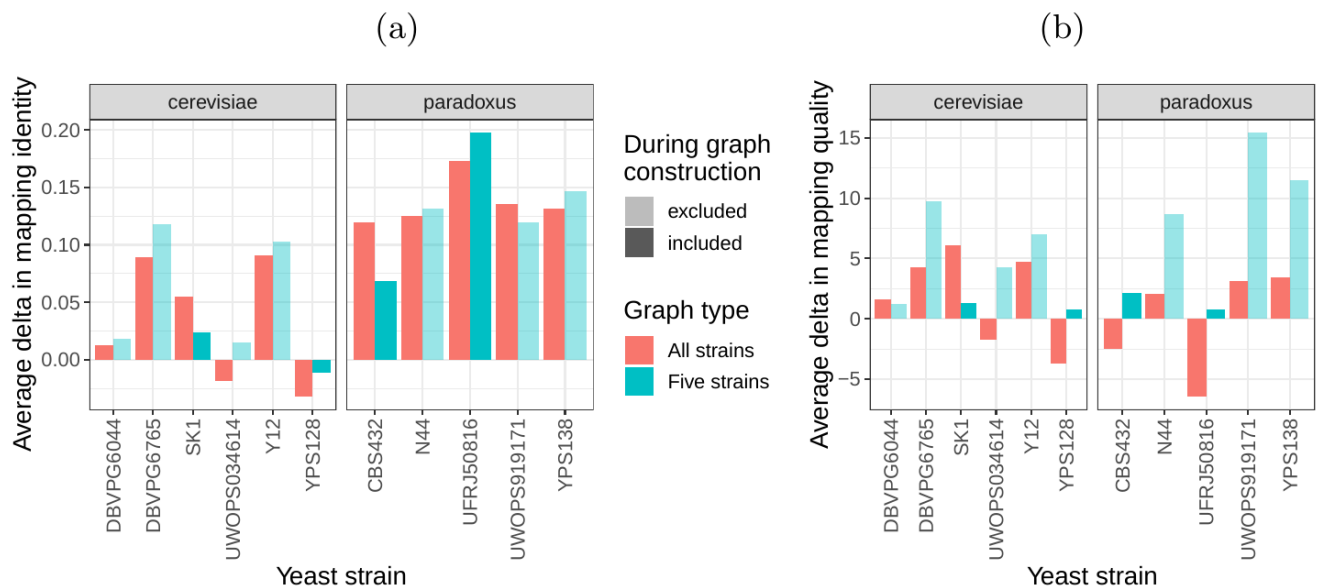 (a)
(b)
Average delta in mapping identity
cerevisiae
paradoxus
0.20
0.15
0.10
0.05
0.00
DBVPG6044
DBVPG6765
SK1
UWOPS034614
Y12
YPS128
CBS432
N44
UFRJ50816
UWOPS919171
YPS138
Yeast strain
During graph
construction
excluded
included
Graph type
All strains
Five strains
Average delta in mapping quality
cerevisiae
paradoxus
15
10
5
0
−5
DBVPG6044
DBVPG6765
SK1
UWOPS034614
Y12
YPS128
CBS432
N44
UFRJ50816
UWOPS919171
YPS138
Yeast strain